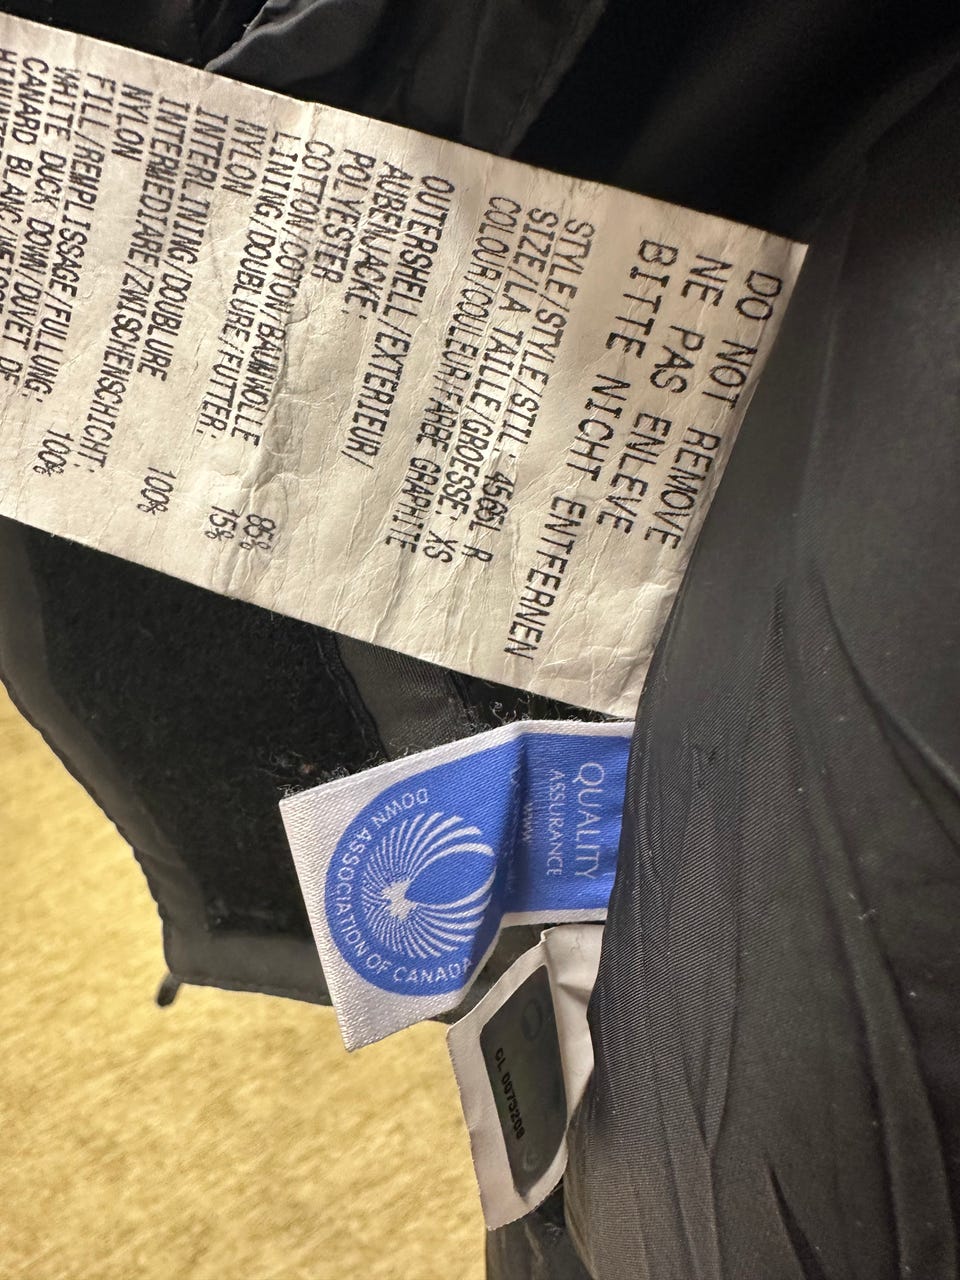 DO NOT REMOVE
NE PAS ENLEVE
BITTE NICHT ENTFERNEN
STYLE/STYLE/STIL: 4565L R
SIZE/LA TAILLE/GROESSE: XS
COLOUR/COULEUR/FARBE GRAPHITE
OUTERSHELL/EXTERIEUR/
AUBENJACKE:
POLYESTER 85%
COTTON/COTON/BAUMWOLLE 15%
LINING/DOUBLURE/FUTTER:
NYLON 100%
INTERLINING/DOUBLURE
INTERMEDIARE/ZWISCHENSCHICHT:
NYLON 100%
FILL/REMPLISSAGE/FULLUNG:
WHITE DUCK DOWN/DUVET DE
CANARD BLANC
QUALITY
ASSURANCE
DOWN ASSOCIATION OF CANADA
CL 0073208